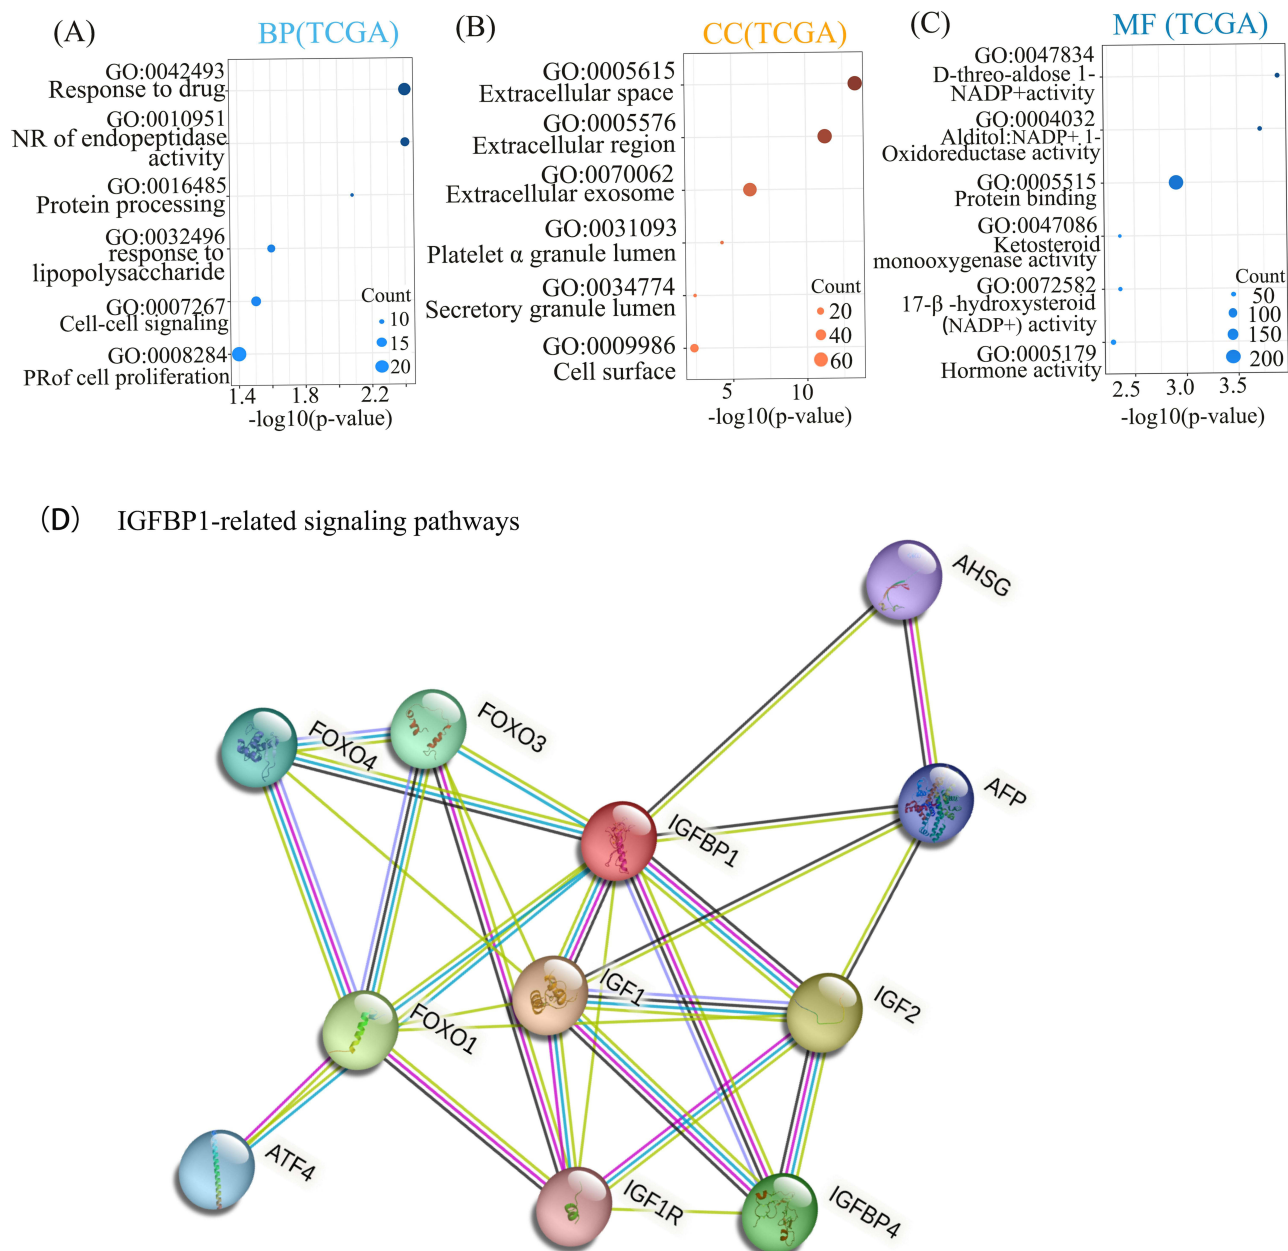 (A)
BP(TCGA)
GO:0042493
Response to drug
GO:0010951
NR of endopeptidase
activity
GO:0016485
Protein processing
GO:0032496
response to
lipopolysaccharide
GO:0007267
Cell-cell signaling
GO:0008284
PRof cell proliferation
Count
10
15
20
1.4
1.8
2.2
-log10(p-value)
(B)
CC(TCGA)
GO:0005615
Extracellular space
GO:0005576
Extracellular region
GO:0070062
Extracellular exosome
GO:0031093
Platelet α granule lumen
GO:0034774
Secretory granule lumen
GO:0009986
Cell surface
Count
20
40
60
5
10
-log10(p-value)
(C)
MF (TCGA)
GO:0047834
D-threo-aldose 1-
NADP+activity
GO:0004032
Alditol:NADP+ 1-
Oxidoreductase activity
GO:0005515
Protein binding
GO:0047086
Ketosteroid
monooxygenase activity
GO:0072582
17-β -hydroxysteroid
(NADP+) activity
GO:0005179
Hormone activity
Count
50
100
150
200
2.5
3.0
3.5
-log10(p-value)
(D) IGFBP1-related signaling pathways
AHSG
FOXO4
FOXO3
AFP
IGFBP1
IGF1
IGF2
FOXO1
ATF4
IGF1R
IGFBP4